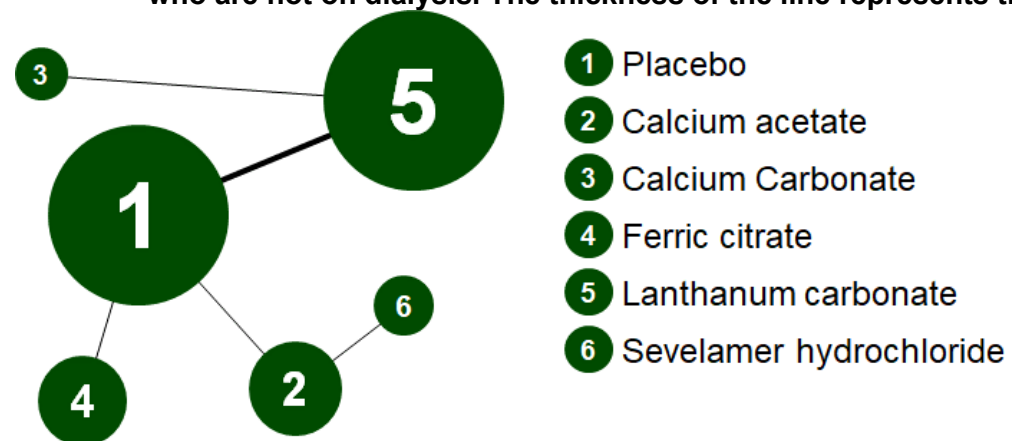 who are not on dialysis. The thickness of the line represents t
3
5
1
6
4
2
1 Placebo
2 Calcium acetate
3 Calcium Carbonate
4 Ferric citrate
5 Lanthanum carbonate
6 Sevelamer hydrochloride